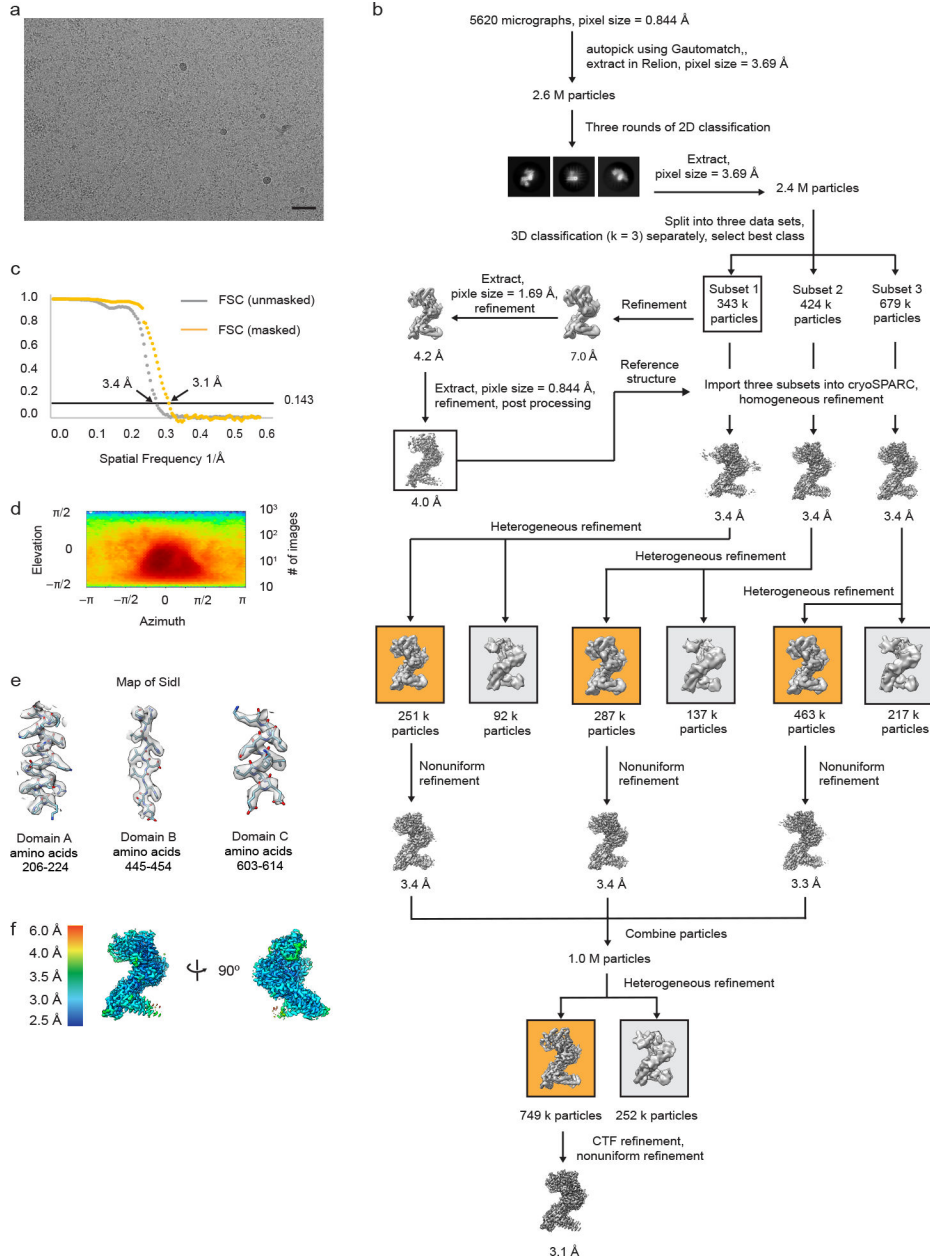 a
b
5620 micrographs, pixel size = 0.844 Å
autopick using Gautomatch,,
extract in Relion, pixel size = 3.69 Å
2.6 M particles
Three rounds of 2D classification
Extract,
pixel size = 3.69 Å
2.4 M particles
Split into three data sets,
3D classification (k = 3) separately, select best class
Subset 1
343 k
particles
Subset 2
424 k
particles
Subset 3
679 k
particles
Refinement
Extract,
pixle size = 1.69 Å,
refinement
4.2 Å
7.0 Å
Reference
structure
Extract, pixle size = 0.844 Å,
refinement, post processing
Import three subsets into cryoSPARC,
homogeneous refinement
4.0 Å
3.4 Å
3.4 Å
3.4 Å
Heterogeneous refinement
Heterogeneous refinement
Heterogeneous refinement
251 k
particles
92 k
particles
287 k
particles
137 k
particles
463 k
particles
217 k
particles
Nonuniform
refinement
Nonuniform
refinement
Nonuniform
refinement
3.4 Å
3.4 Å
3.3 Å
Combine particles
1.0 M particles
Heterogeneous refinement
749 k particles
252 k particles
CTF refinement,
nonuniform refinement
3.1 Å
c
1.0
0.8
0.6
0.4
0.2
0.0
FSC (unmasked)
FSC (masked)
3.4 Å
3.1 Å
0.143
0.0 0.1 0.2 0.3 0.4 0.5 0.6
Spatial Frequency 1/Å
d
Elevation
π/2
0
−π/2
10³
10²
10¹
10
# of images
−π −π/2 0 π/2 π
Azimuth
e
Map of SidI
Domain A
amino acids
206-224
Domain B
amino acids
445-454
Domain C
amino acids
603-614
f
6.0 Å
4.0 Å
3.5 Å
3.0 Å
2.5 Å
90º